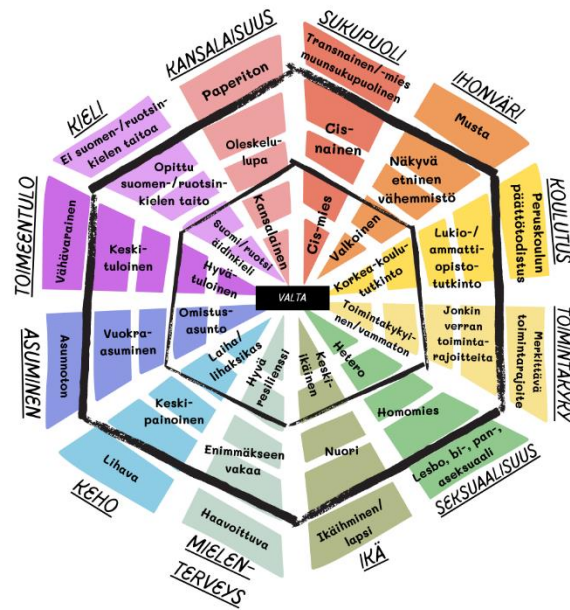 SUKUPUOLI
Transnainen/-mies
muunsukupuolinen
Cis-
nainen
Cis-mies
IHONVÄRI
Musta
Näkyvä
etninen
vähemmistö
Valkoinen
KOULUTUS
Peruskoulun
päättötodistus
Lukio-/
ammatti-
opisto-
tutkinto
Korkea-koulu-
tutkinto
TOIMINTAKYKY
Merkittävä
toimintarajoite
Jonkin
verran
toiminta-
rajoitteita
Toimintakykyi-
nen/vammaton
SEKSUAALISUUS
Lesbo, bi-, pan-,
aseksuaali
Homomies
Hetero
IKÄ
Ikäihminen/
lapsi
Nuori
Keski-
ikäinen
MIELEN-
TERVEYS
Haavoittuva
Enimmäkseen
vakaa
Hyvä
resilienssi
KEHO
Lihava
Keski-
painoinen
Laiha/
lihaksikas
ASUMINEN
Asunnoton
Vuokra-
asuminen
Omistus-
asunto
TOIMEENTULO
Vähävarainen
Keski-
tuloinen
Hyvä-
tuloinen
KIELI
Ei suomen-/ruotsin-
kielen taitoa
Opittu
suomen-/ruotsin-
kielen taito
Suomi/ruotsi
äidinkieli
KANSALAISUUS
Paperiton
Oleskelu-
lupa
Kansalainen
VALTA